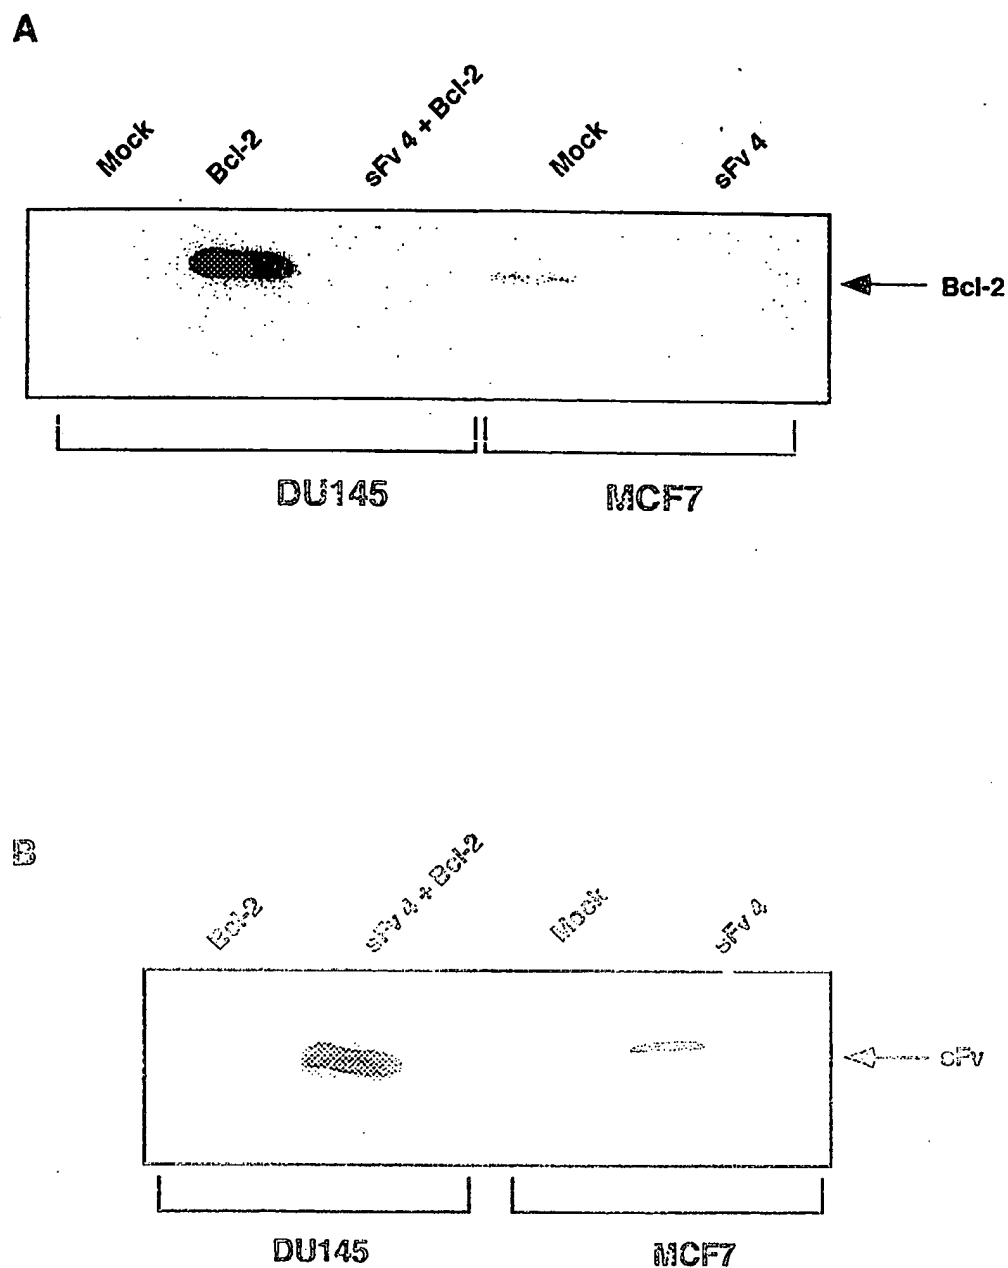 A
Mock Bcl-2 sFv 4 + Bcl-2 Mock sFv 4
Bcl-2
DU145 MCF7
B
Bcl-2 sFv 4 + Bcl-2 Mock sFv 4
sFv
DU145 MCF7